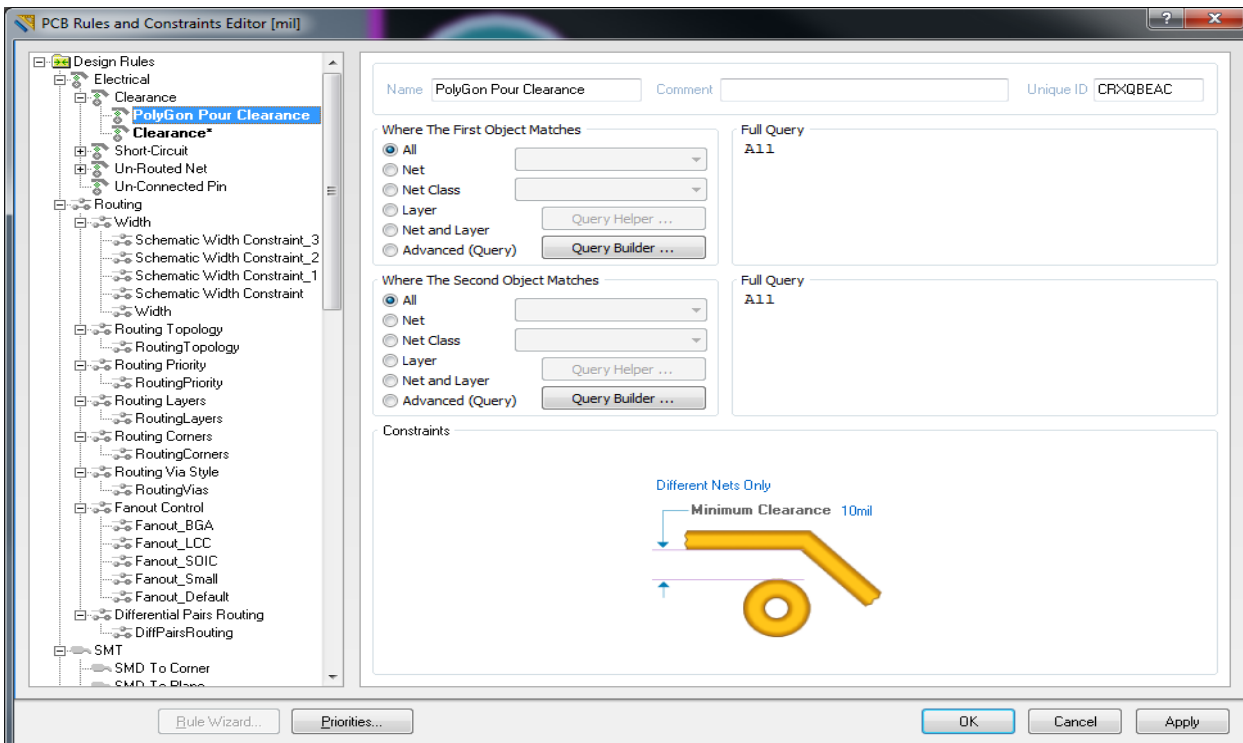 PCB Rules and Constraints Editor [mil]
?
X
Design Rules
Electrical
Clearance
PolyGon Pour Clearance
Clearance*
Short-Circuit
Un-Routed Net
Un-Connected Pin
Routing
Width
Schematic Width Constraint_3
Schematic Width Constraint_2
Schematic Width Constraint_1
Schematic Width Constraint
Width
Routing Topology
RoutingTopology
Routing Priority
RoutingPriority
Routing Layers
RoutingLayers
Routing Corners
RoutingCorners
Routing Via Style
RoutingVias
Fanout Control
Fanout_BGA
Fanout_LCC
Fanout_SOIC
Fanout_Small
Fanout_Default
Differential Pairs Routing
DiffPairsRouting
SMT
SMD To Corner
SMD To Plane
Name PolyGon Pour Clearance Comment Unique ID CRXQBEAC
Where The First Object Matches
All
Net
Net Class
Layer
Net and Layer
Advanced (Query)
Query Helper ...
Query Builder ...
Full Query
All
Where The Second Object Matches
All
Net
Net Class
Layer
Net and Layer
Advanced (Query)
Query Helper ...
Query Builder ...
Full Query
All
Constraints
Different Nets Only
Minimum Clearance 10mil
Rule Wizard... Priorities... OK Cancel Apply